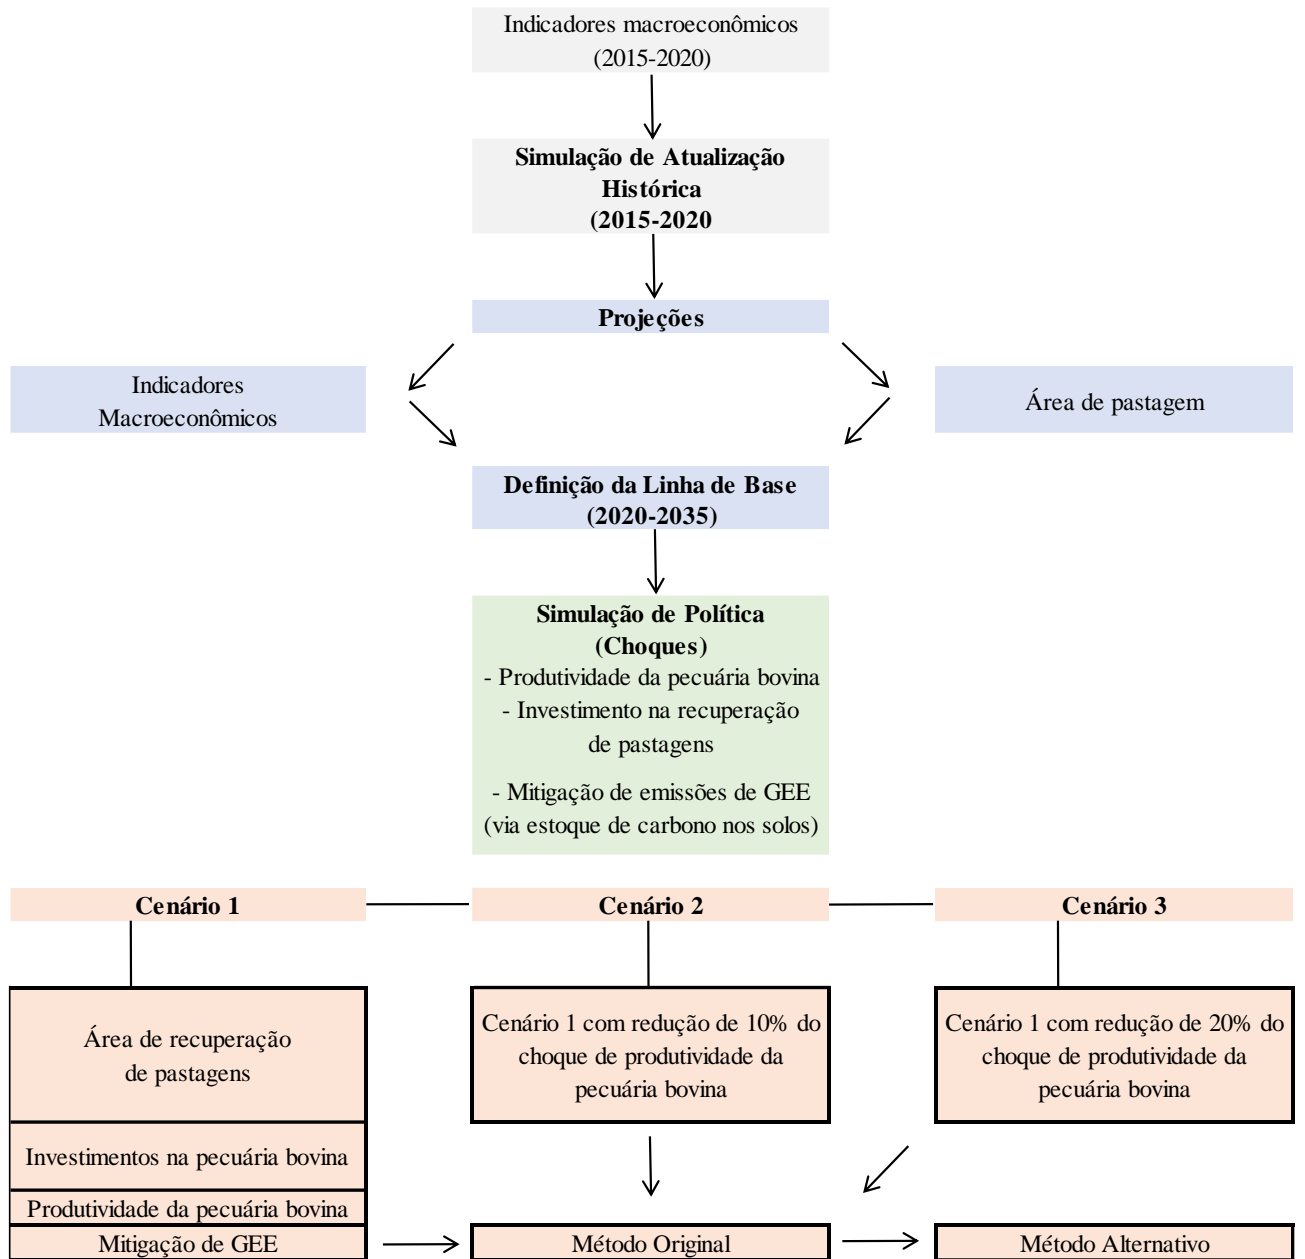 Indicadores macroeconômicos
(2015-2020)
Simulação de Atualização
Histórica
(2015-2020
Projeções
Indicadores
Macroeconômicos
Área de pastagem
Definição da Linha de Base
(2020-2035)
Simulação de Política
(Choques)
- Produtividade da pecuária bovina
- Investimento na recuperação
de pastagens
- Mitigação de emissões de GEE
(via estoque de carbono nos solos)
Cenário 1
Cenário 2
Cenário 3
Área de recuperação
de pastagens
Investimentos na pecuária bovina
Produtividade da pecuária bovina
Mitigação de GEE
Cenário 1 com redução de 10% do
choque de produtividade da
pecuária bovina
Cenário 1 com redução de 20% do
choque de produtividade da
pecuária bovina
Método Original
Método Alternativo